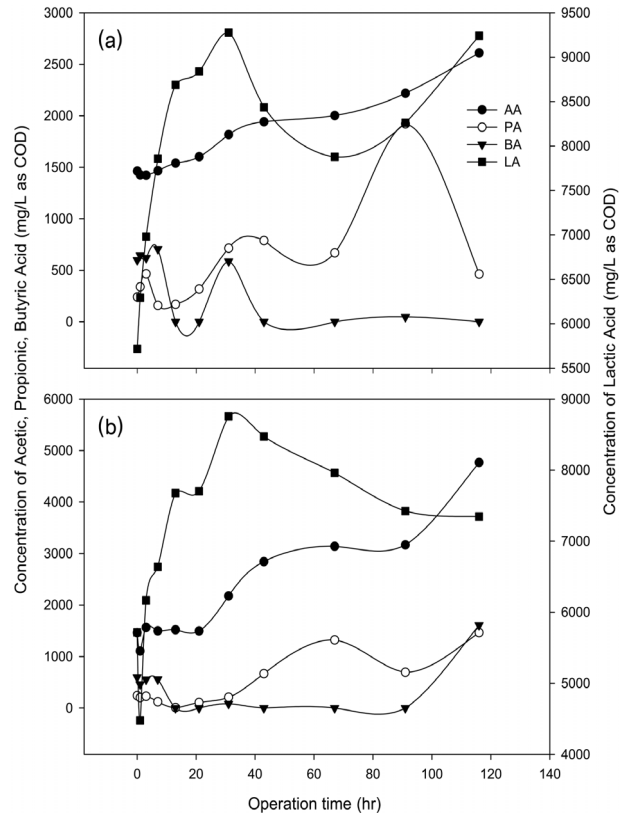 (a)
3000
2500
2000
1500
1000
500
0
9500
9000
8500
8000
7500
7000
6500
6000
5500
AA
PA
BA
LA
Concentration of Acetic, Propionic, Butyric Acid (mg/L as COD)
Concentration of Lactic Acid (mg/L as COD)
(b)
6000
5000
4000
3000
2000
1000
0
9000
8000
7000
6000
5000
4000
0 20 40 60 80 100 120 140
Operation time (hr)